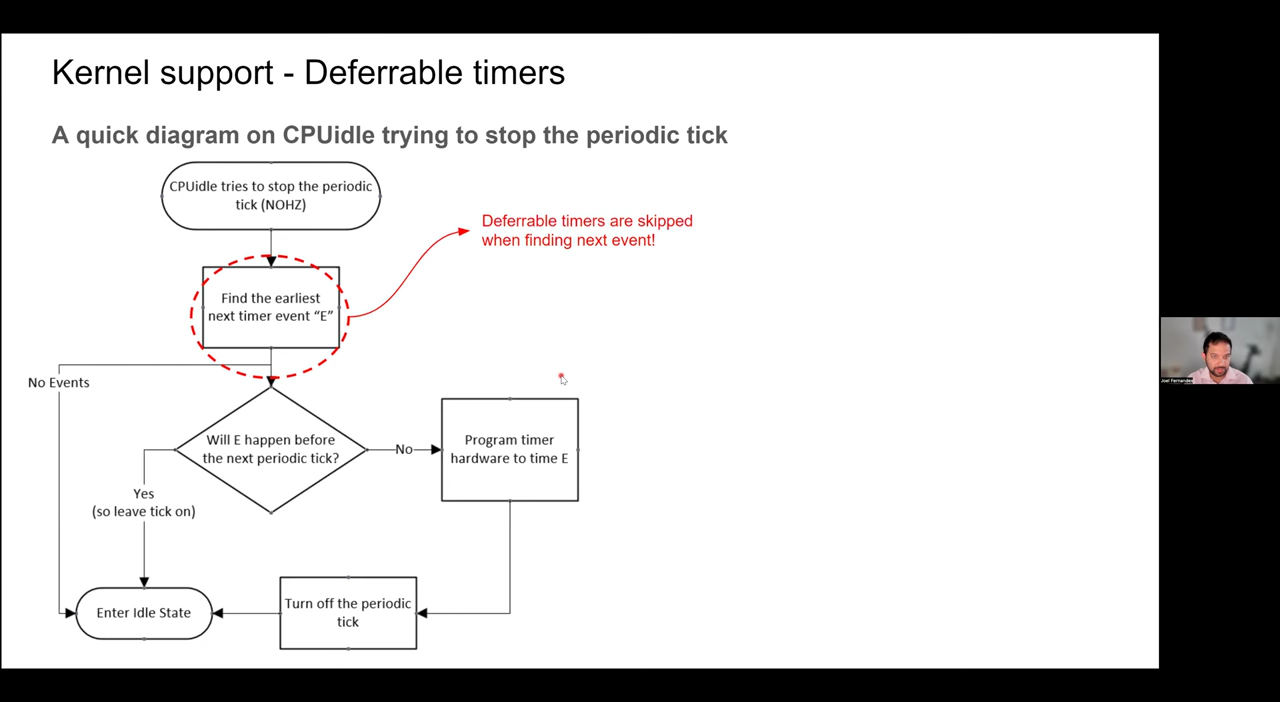 Kernel support - Deferrable timers
A quick diagram on CPUidle trying to stop the periodic tick
CPUidle tries to stop the periodic
tick (NOHZ)
Deferrable timers are skipped
when finding next event!
Find the earliest
next timer event “E”
No Events
Will E happen before
the next periodic tick?
No
Program timer
hardware to time E
Yes
(so leave tick on)
Enter Idle State
Turn off the periodic
tick
Joel Fernandes